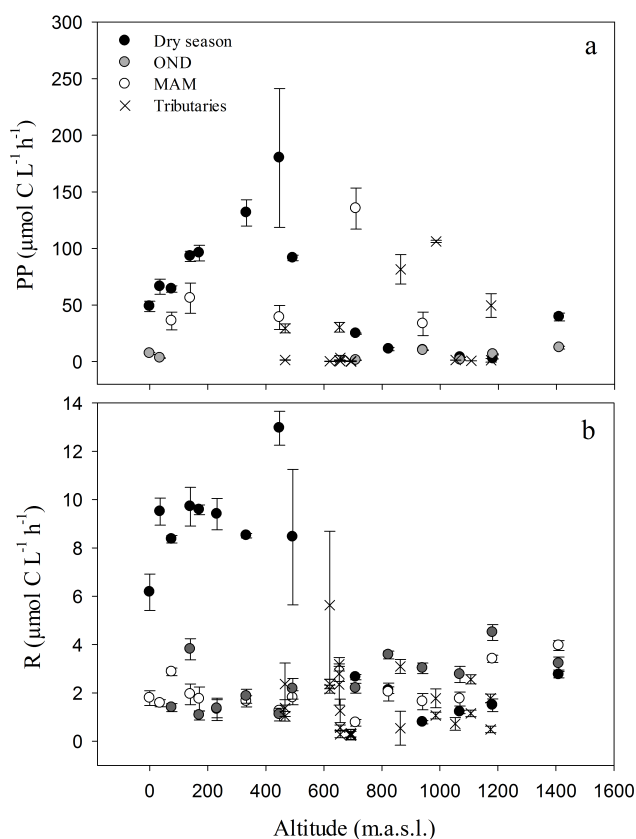 300
250
200
150
100
50
0
PP (µmol C L⁻¹ h⁻¹)
Dry season
OND
MAM
Tributaries
a
14
12
10
8
6
4
2
0
R (µmol C L⁻¹ h⁻¹)
b
0 200 400 600 800 1000 1200 1400 1600
Altitude (m.a.s.l.)